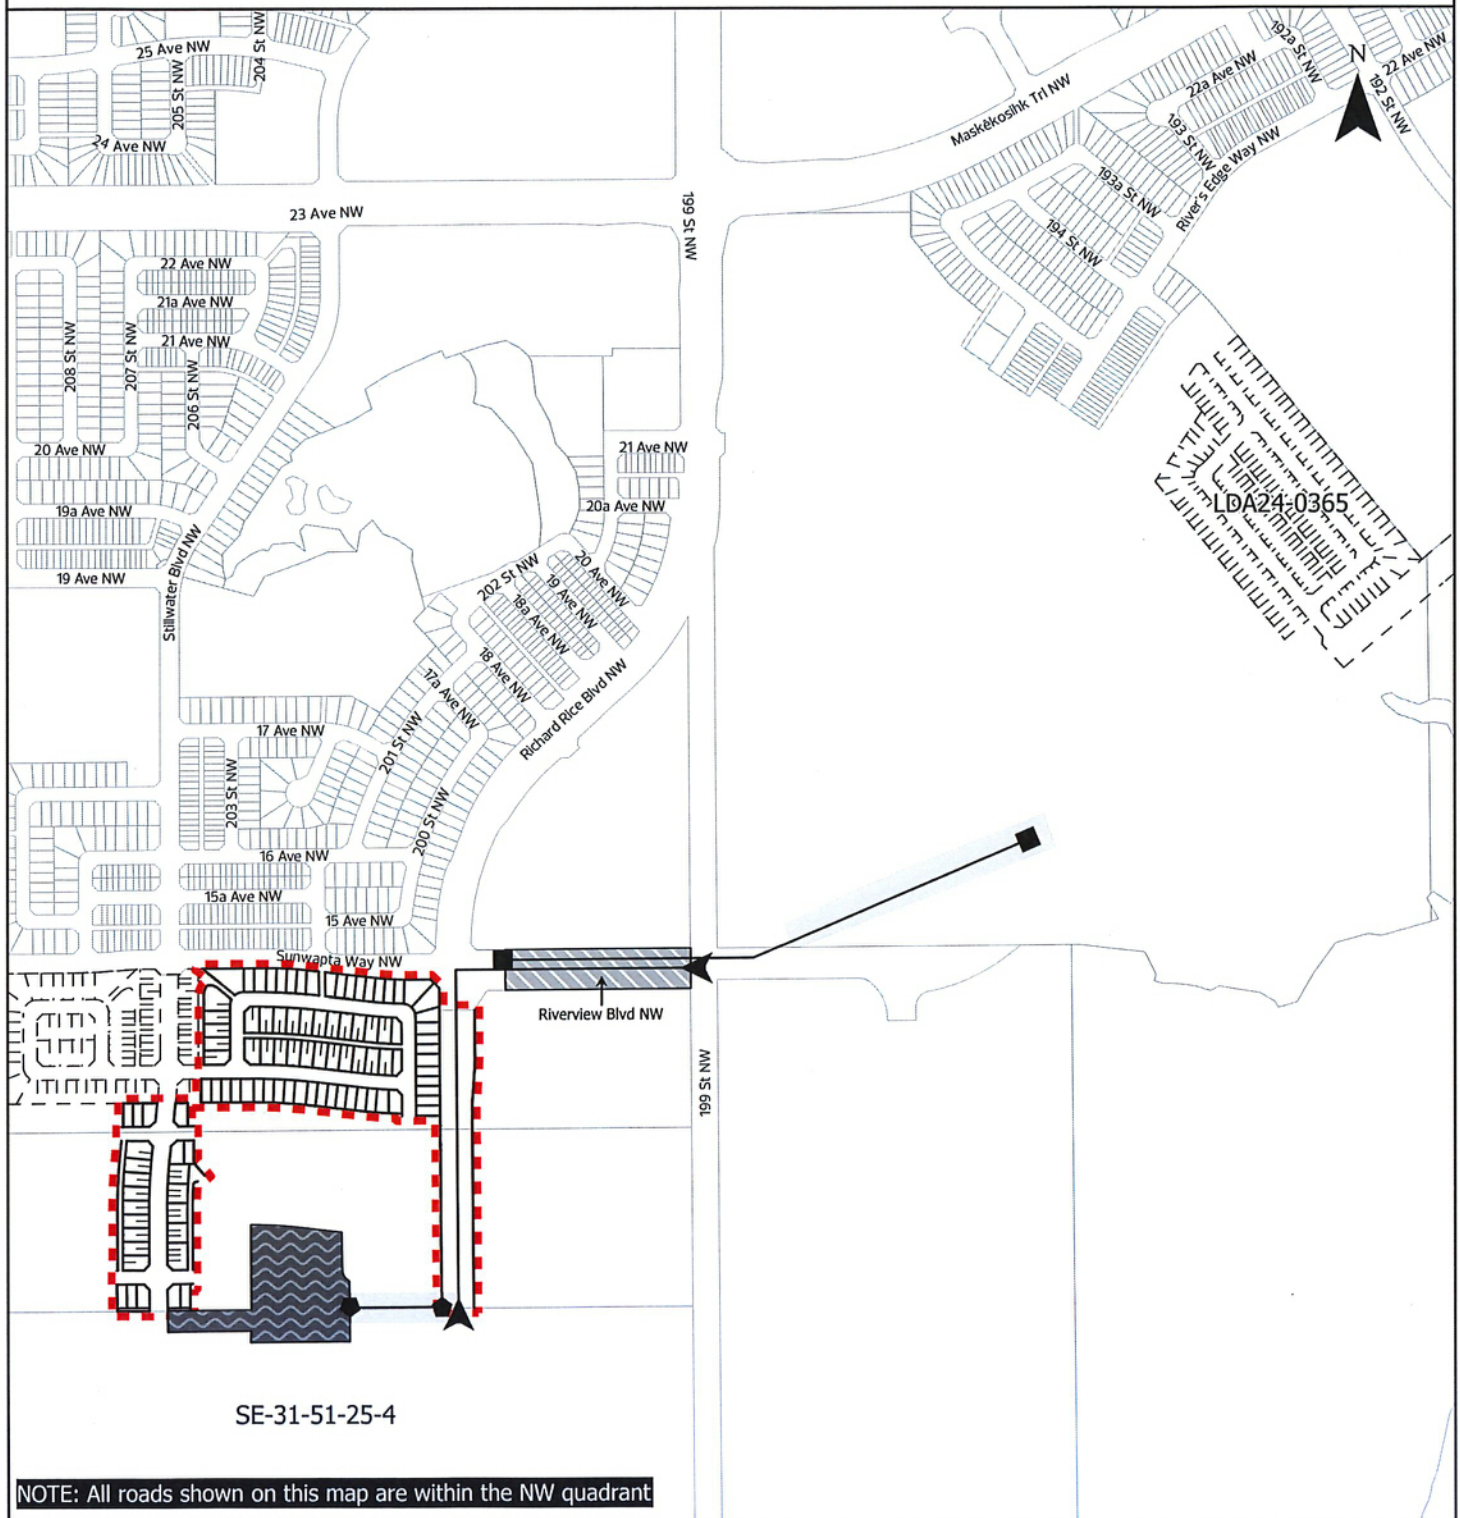 25 Ave NW
204 St NW
205 St NW
24 Ave NW
23 Ave NW
199 St NW
Maskêkosihk Trl NW
192a St NW
N
22 Ave NW
22a Ave NW
192 St NW
193 St NW
River's Edge Way NW
193a St NW
194 St NW
22 Ave NW
21a Ave NW
21 Ave NW
208 St NW
207 St NW
206 St NW
20 Ave NW
19a Ave NW
19 Ave NW
Stillwater Blvd NW
21 Ave NW
20a Ave NW
LDA24-0365
202 St NW
20 Ave NW
19 Ave NW
18a Ave NW
18 Ave NW
17a Ave NW
Richard Rice Blvd NW
17 Ave NW
201 St NW
203 St NW
200 St NW
16 Ave NW
15a Ave NW
15 Ave NW
Sunwapta Way NW
Riverview Blvd NW
199 St NW
SE-31-51-25-4
NOTE: All roads shown on this map are within the NW quadrant